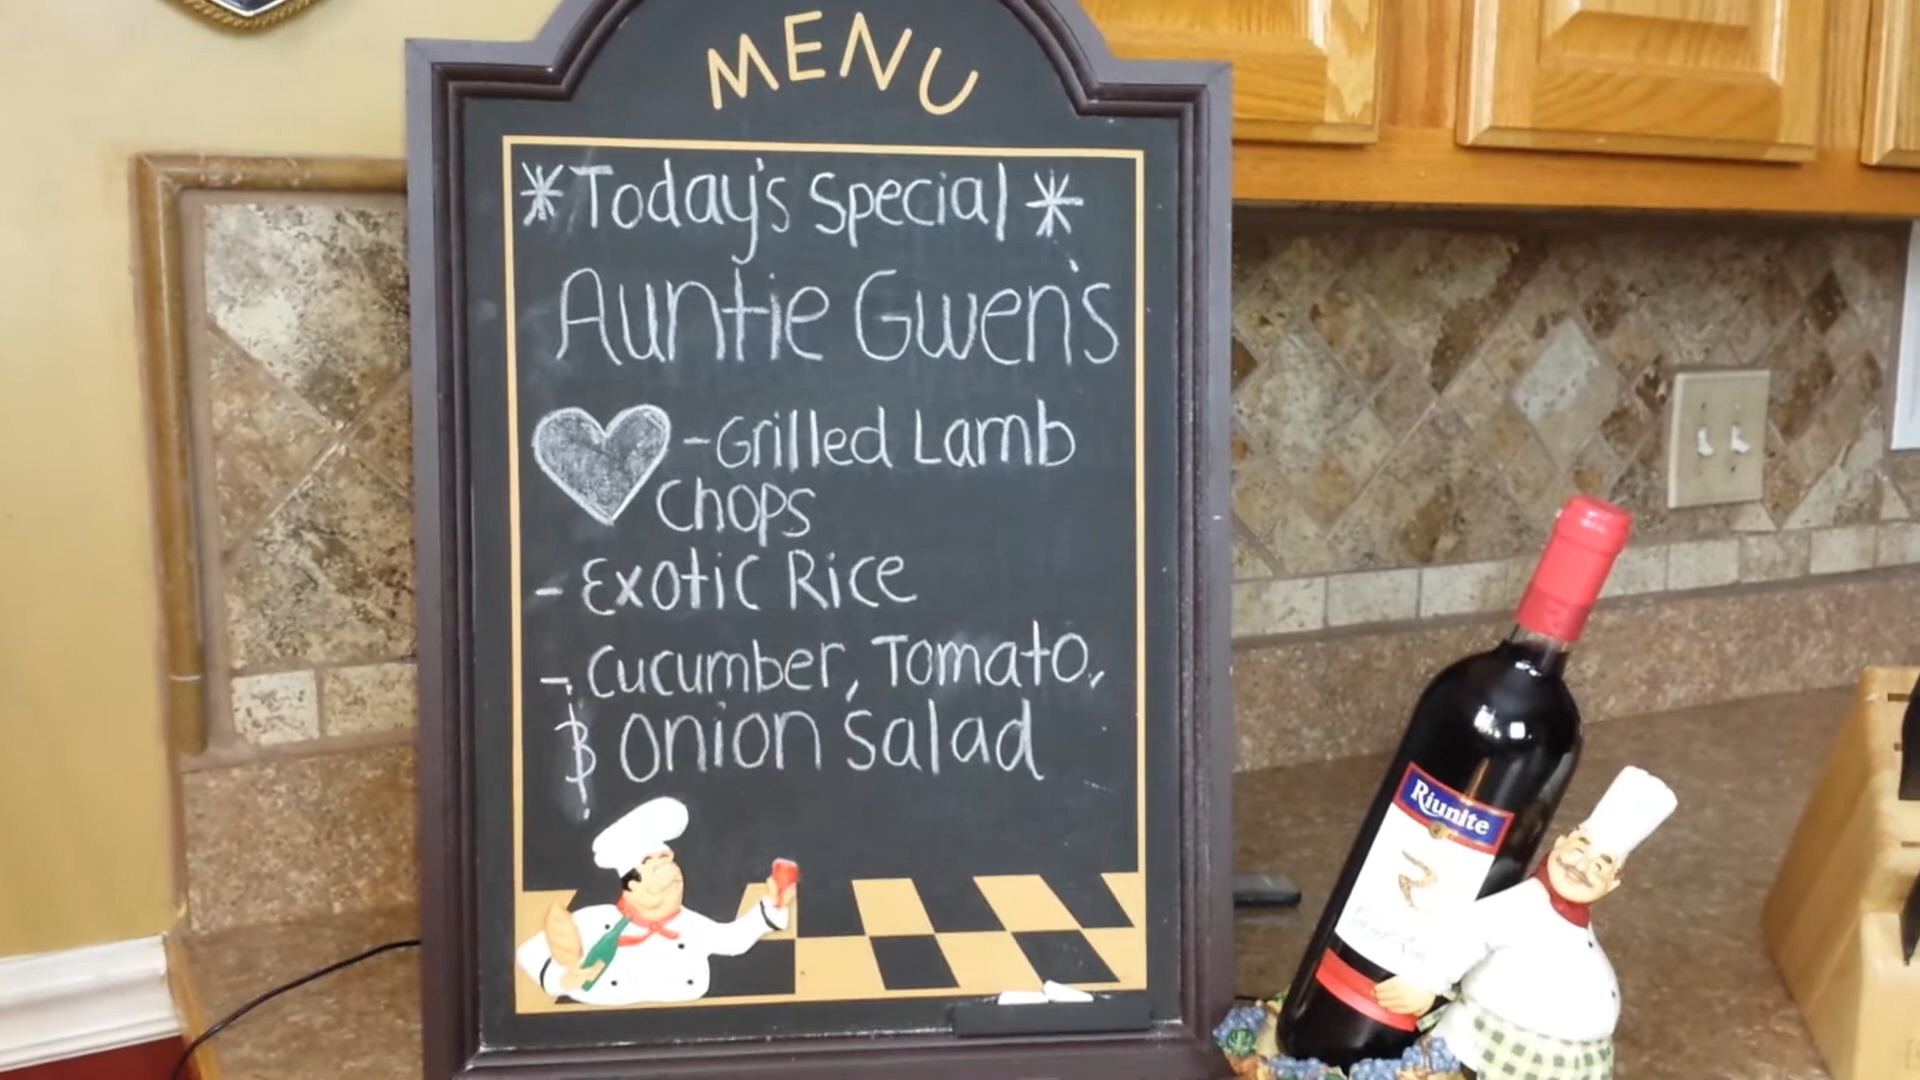 MENU
*Today's Special*
Auntie Gwen's
-Grilled Lamb
Chops
- Exotic Rice
- Cucumber, Tomato,
& Onion Salad
Riunite